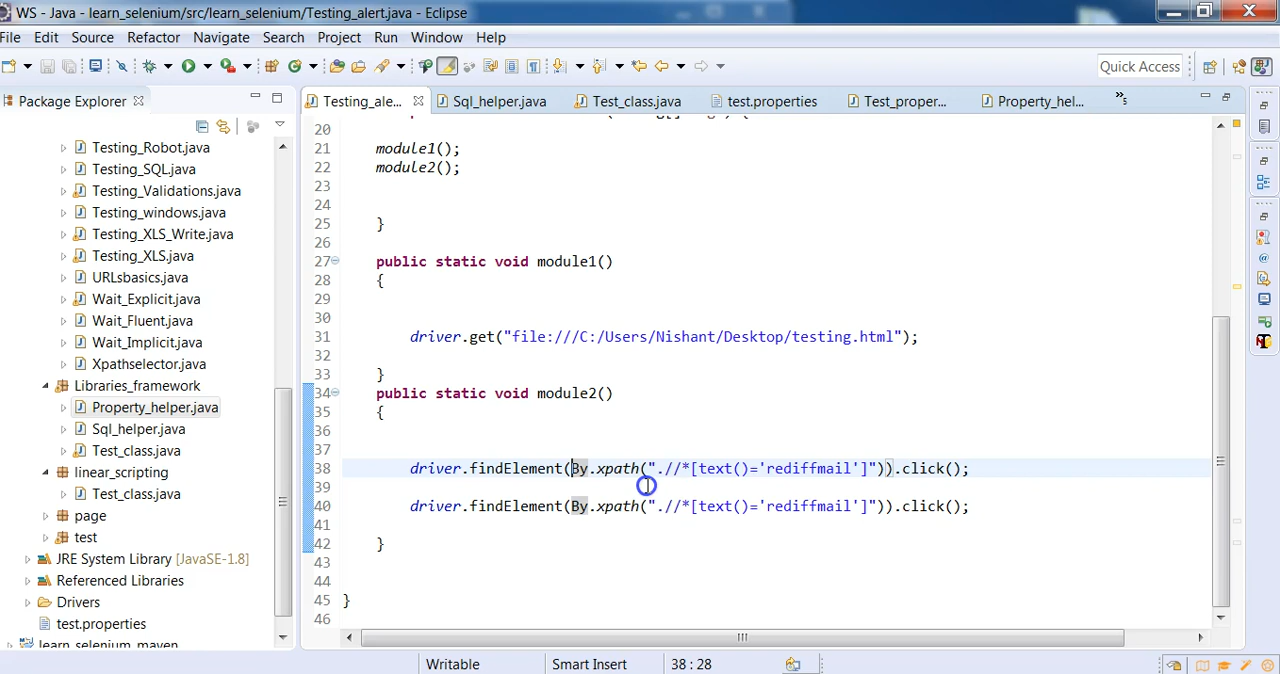 WS - Java - learn_selenium/src/learn_selenium/Testing_alert.java - Eclipse
File Edit Source Refactor Navigate Search Project Run Window Help
Quick Access
Package Explorer
Testing_ale... Sql_helper.java Test_class.java test.properties Test_proper... Property_hel... »5
Testing_Robot.java
Testing_SQL.java
Testing_Validations.java
Testing_windows.java
Testing_XLS_Write.java
Testing_XLS.java
URLsbasics.java
Wait_Explicit.java
Wait_Fluent.java
Wait_Implicit.java
Xpathselector.java
Libraries_framework
Property_helper.java
Sql_helper.java
Test_class.java
linear_scripting
Test_class.java
page
test
JRE System Library [JavaSE-1.8]
Referenced Libraries
Drivers
test.properties
learn_selenium_maven
20
21 module1();
22 module2();
23
24
25 }
26
27 public static void module1()
28 {
29
30
31 driver.get("file:///C:/Users/Nishant/Desktop/testing.html");
32
33 }
34 public static void module2()
35 {
36
37
38 driver.findElement(By.xpath(".//*[text()='rediffmail']")).click();
39
40 driver.findElement(By.xpath(".//*[text()='rediffmail']")).click();
41
42 }
43
44
45 }
46
Writable Smart Insert 38 : 28